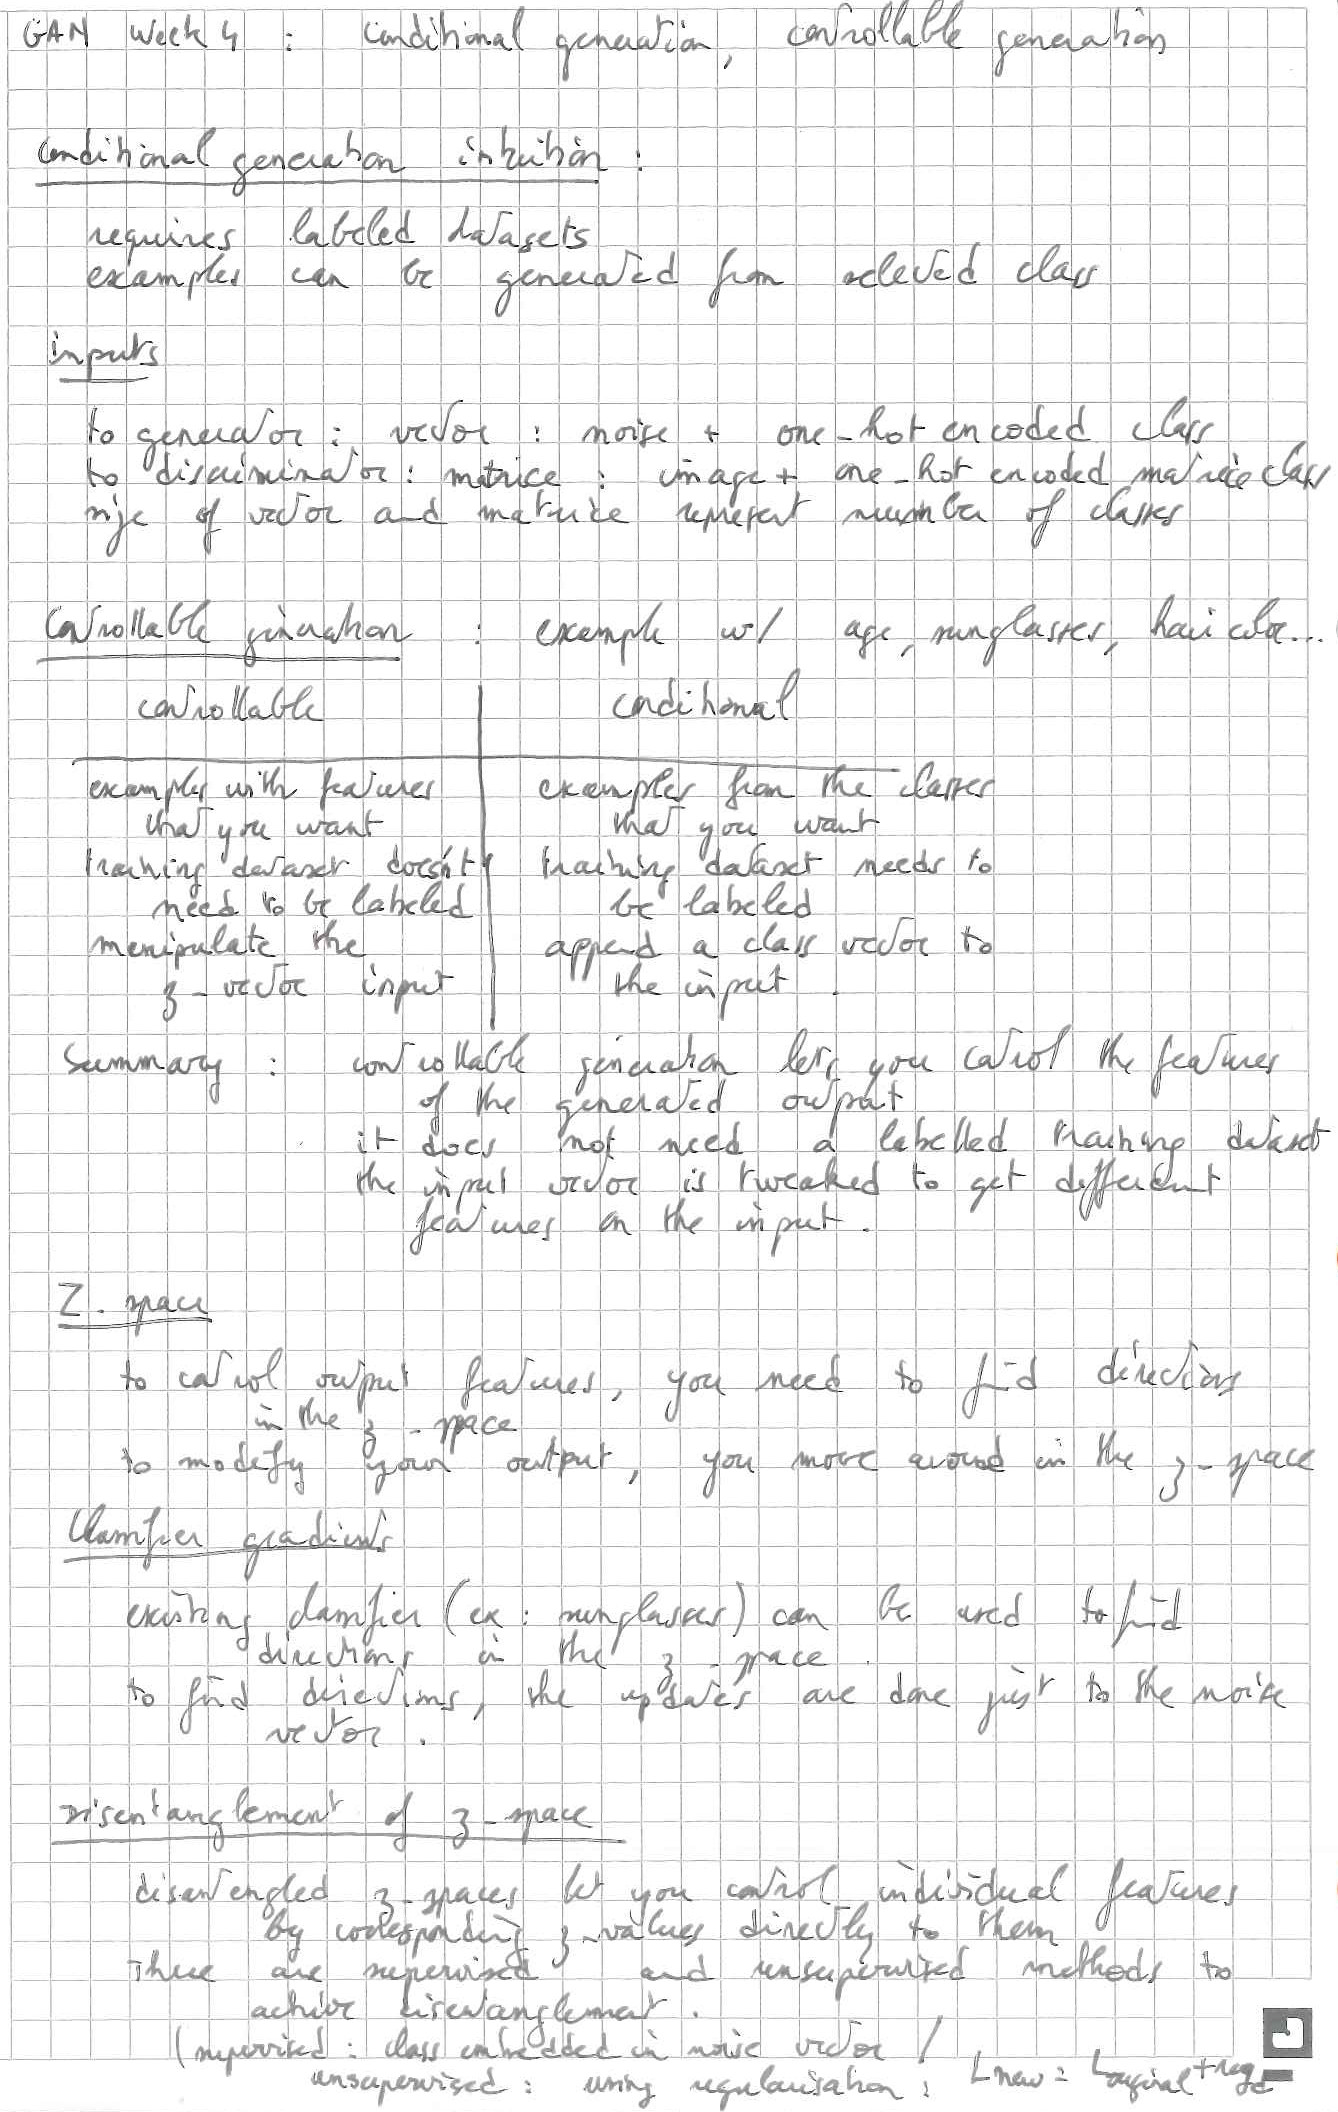 GAN Week 4 : Conditional generation, controllable generation
Conditional generation intuition :
requires labeled datasets
examples can be generated from selected class
inputs
to generator : vector : noise + one-hot encoded class
to discriminator : matrice : image + one-hot encoded matrice class
size of vector and matrice represent number of classes
Controllable generation : example w/ age, sunglasses, hair color...
controllable conditional
examples with features examples from the classes
that you want that you want
training dataset doesn't training dataset needs to
need to be labeled be labeled
manipulate the append a class vector to
z-vector input the input.
Summary : controllable generation lets you control the features
of the generated output
it does not need a labelled training dataset
the input vector is tweaked to get different
features on the input.
Z-space
to control output features, you need to find directions
in the z-space
to modify your output, you move around in the z-space
Classifier gradients
existing classifier (ex : sunglasses) can be used to find
directions in the z-space.
to find directions, the updates are done just to the noise
vector.
Disentanglement of z-space
disentengled z-spaces let you control individual features
by corresponding z-values directly to them
There are supervised and unsupervised methods to
achive disentanglement.
(supervised : class embedded in noise vector /
unsupervised : using regularisation : Lnew = Loriginal + reg